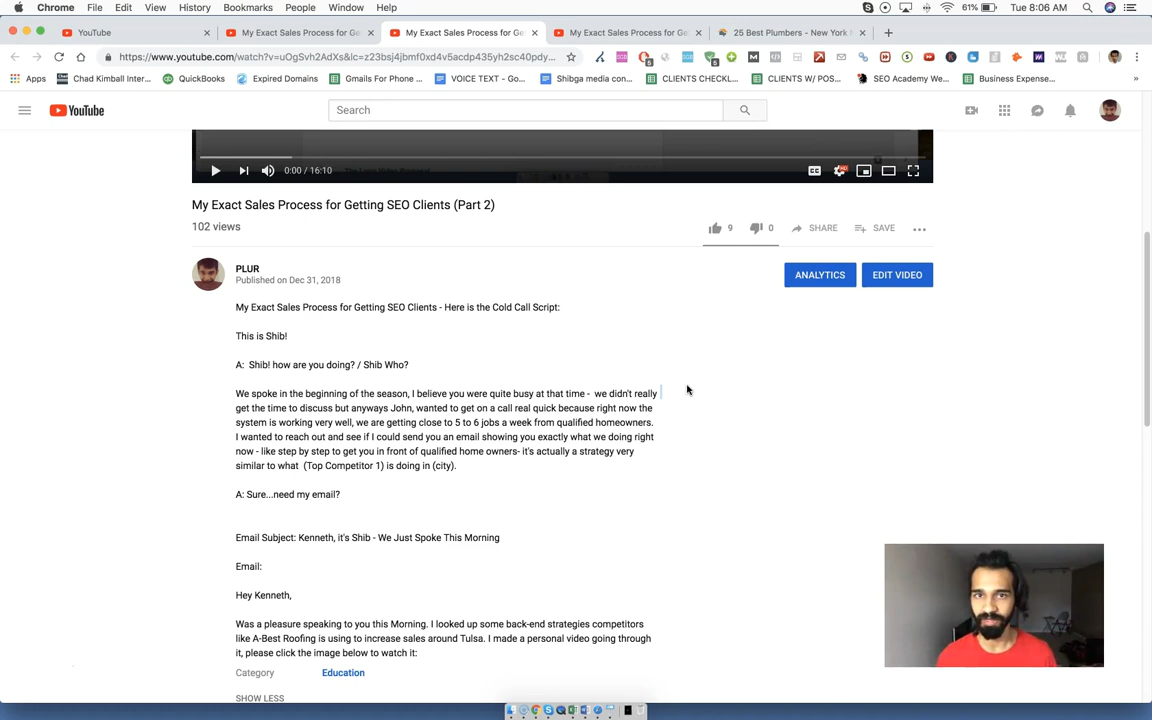 Chrome File Edit View History Bookmarks People Window Help
61% Tue 8:06 AM
YouTube
My Exact Sales Process for Ge
My Exact Sales Process for Ge
My Exact Sales Process for Ge
25 Best Plumbers - New York
https://www.youtube.com/watch?v=uOgSvh2AdXs&lc=z23bsj4jbmf0xd4v5acdp435yh2sc40pdy...
Apps Chad Kimball Inter... QuickBooks Expired Domains Gmails For Phone ... VOICE TEXT - Go... Shibga media con... CLIENTS CHECKL... CLIENTS W/ POS... SEO Academy We... Business Expense...
YouTube
Search
0:00 / 16:10
CC
HD
My Exact Sales Process for Getting SEO Clients (Part 2)
102 views
9 0 SHARE SAVE
PLUR
Published on Dec 31, 2018
ANALYTICS EDIT VIDEO
My Exact Sales Process for Getting SEO Clients - Here is the Cold Call Script:
This is Shib!
A: Shib! how are you doing? / Shib Who?
We spoke in the beginning of the season, I believe you were quite busy at that time - we didn't really
get the time to discuss but anyways John, wanted to get on a call real quick because right now the
system is working very well, we are getting close to 5 to 6 jobs a week from qualified homeowners.
I wanted to reach out and see if I could send you an email showing you exactly what we doing right
now - like step by step to get you in front of qualified home owners- it's actually a strategy very
similar to what (Top Competitor 1) is doing in (city).
A: Sure...need my email?
Email Subject: Kenneth, it's Shib - We Just Spoke This Morning
Email:
Hey Kenneth,
Was a pleasure speaking to you this Morning. I looked up some back-end strategies competitors
like A-Best Roofing is using to increase sales around Tulsa. I made a personal video going through
it, please click the image below to watch it:
Category Education
SHOW LESS